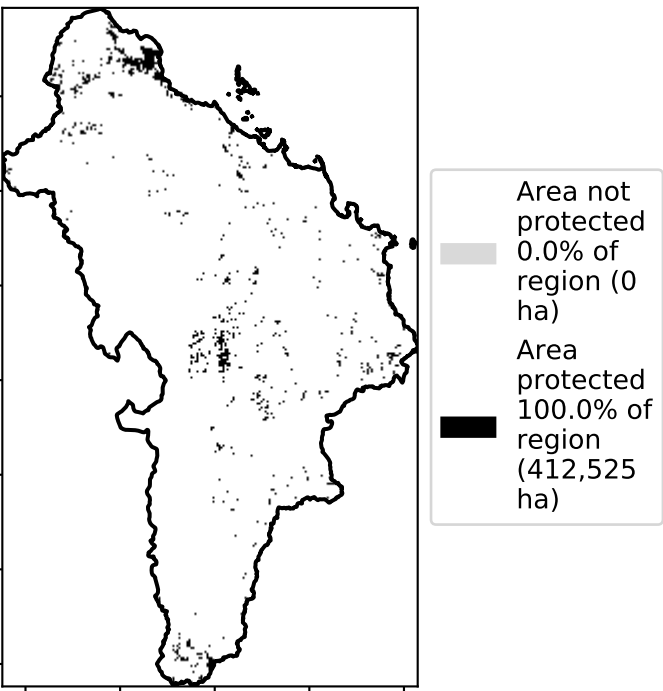 Area not
protected
0.0% of
region (0
ha)
Area
protected
100.0% of
region
(412,525
ha)